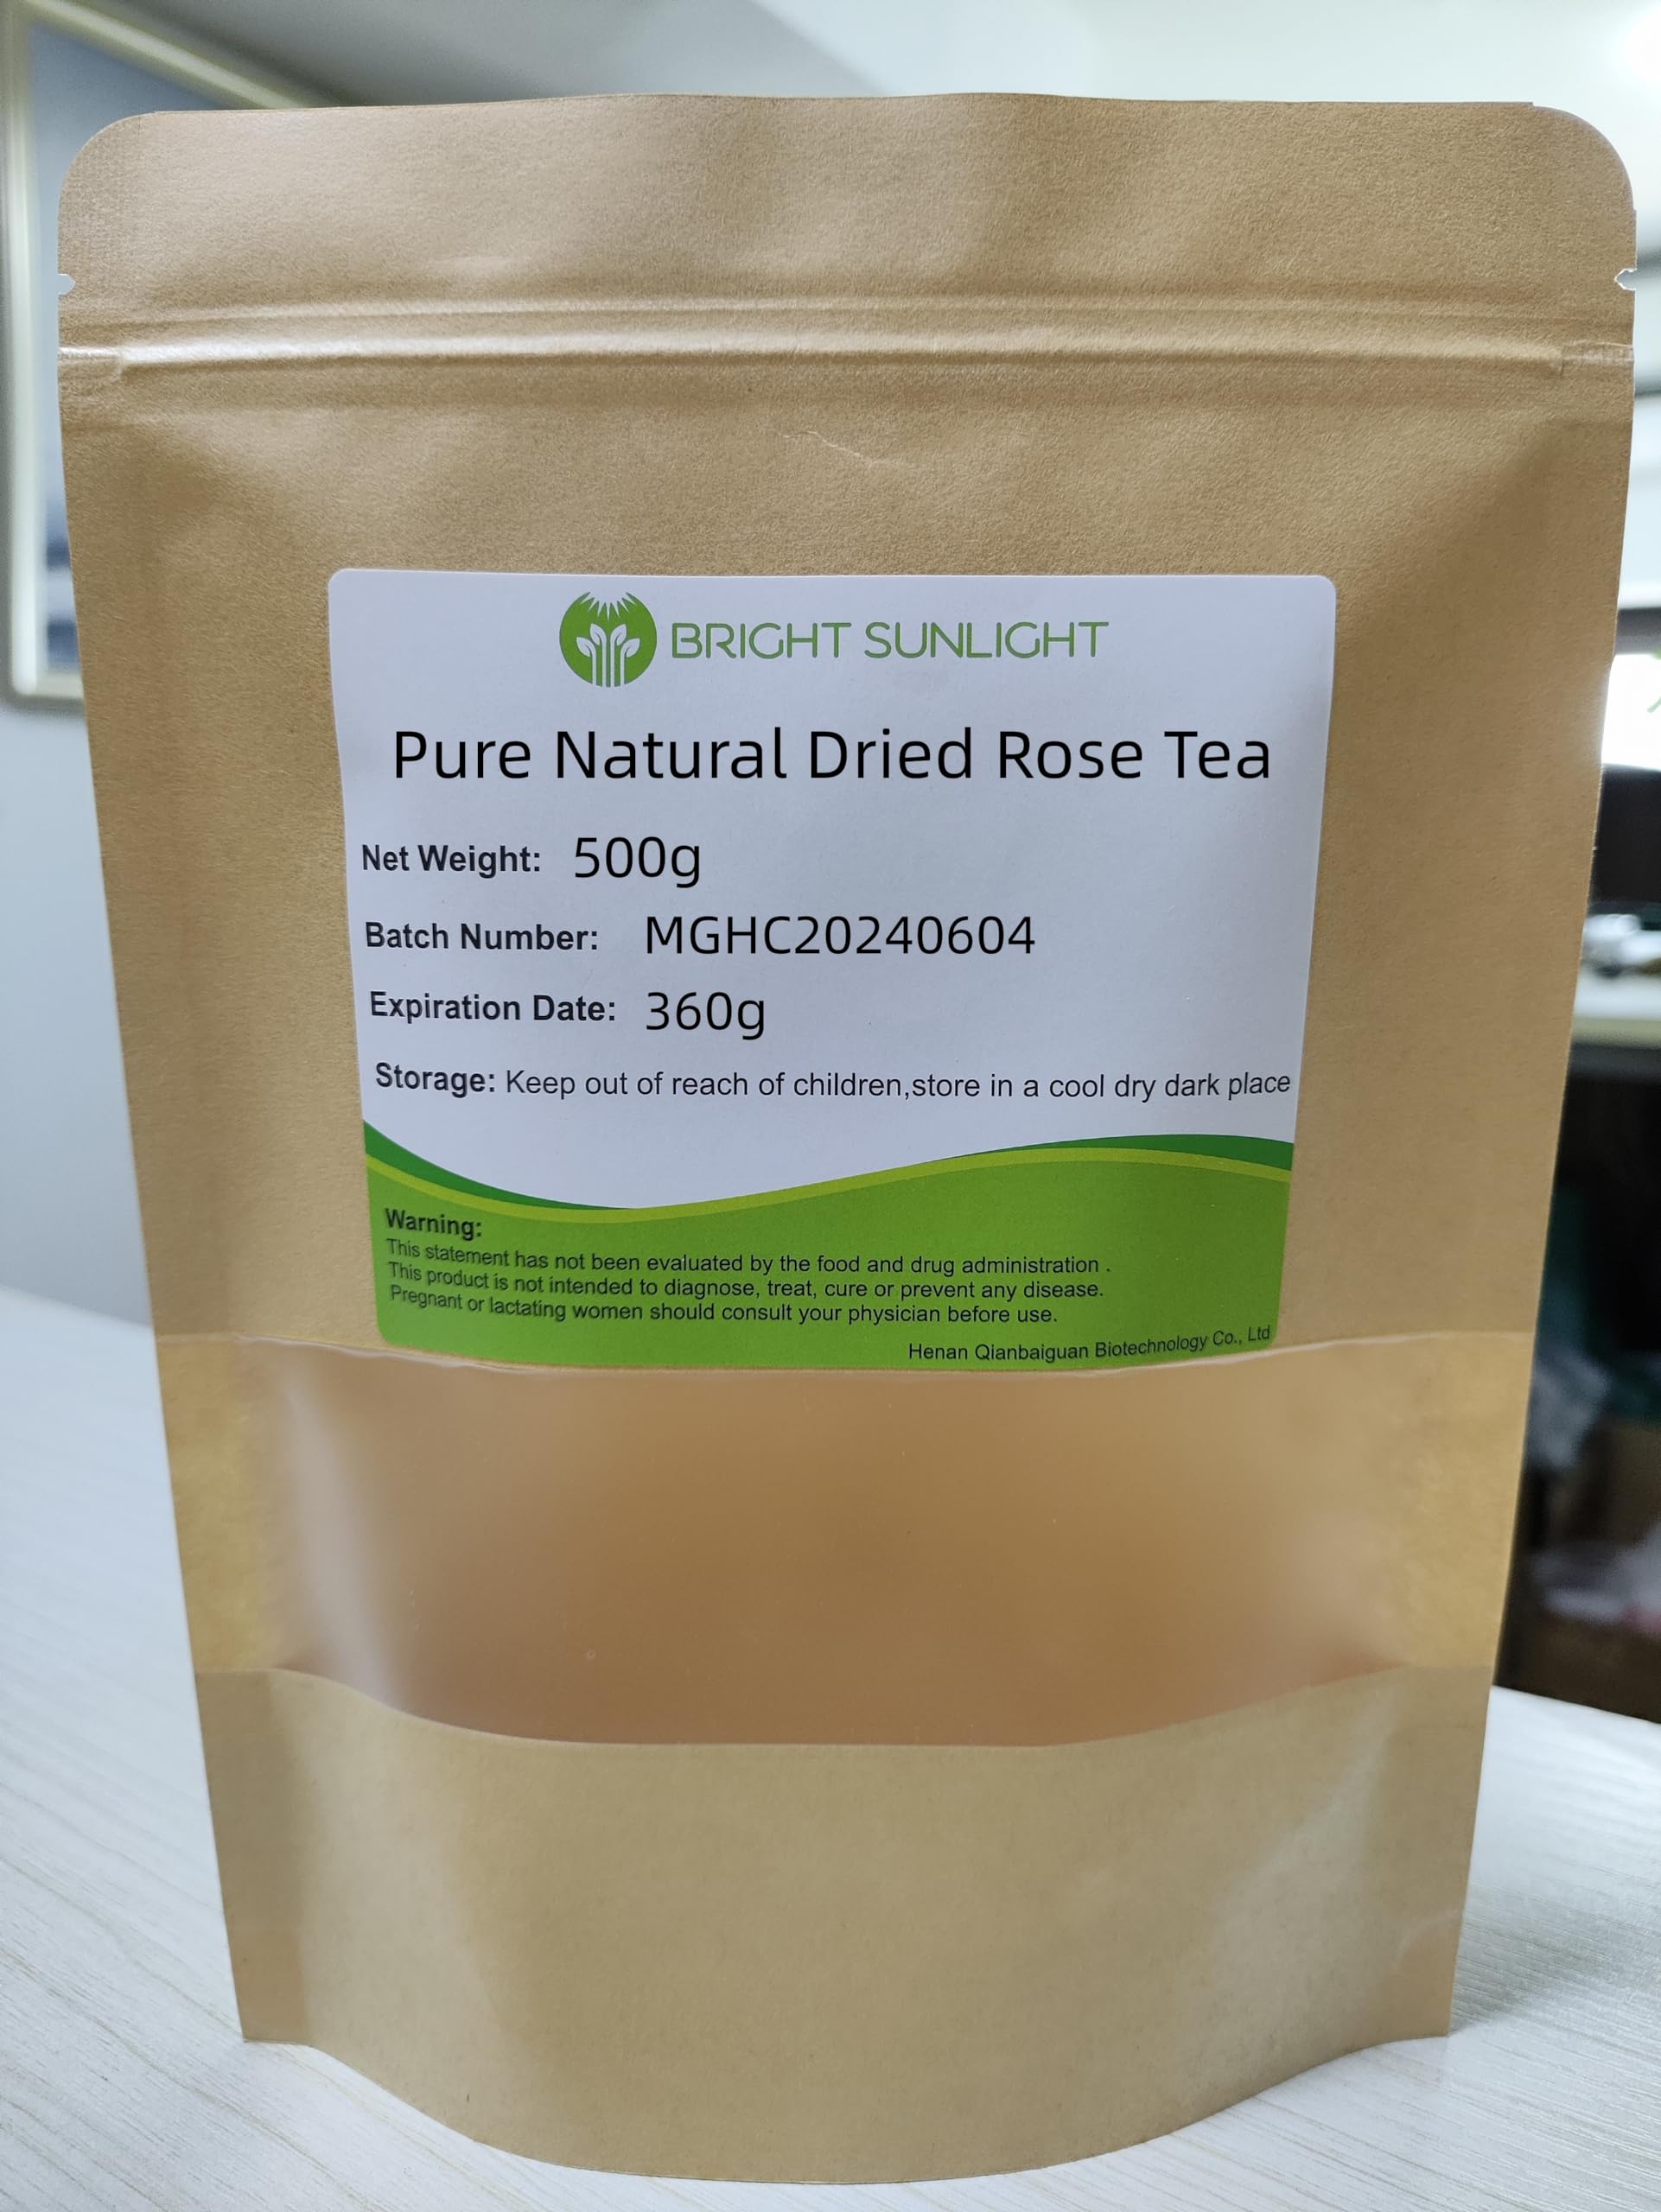 BRIGHT SUNLIGHT
Pure Natural Dried Rose Tea
Net Weight: 500g
Batch Number: MGHC20240604
Expiration Date: 360g
Storage: Keep out of reach of children,store in a cool dry dark place
Warning:
This statement has not been evaluated by the food and drug administration .
This product is not intended to diagnose, treat, cure or prevent any disease.
Pregnant or lactating women should consult your physician before use.
Henan Qianbaiguan Biotechnology Co., Ltd